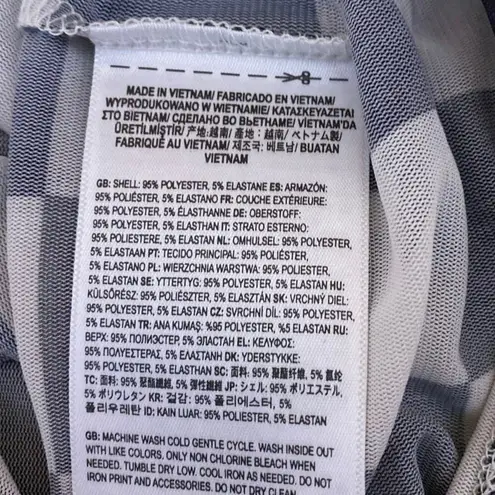 MADE IN VIETNAM/ FABRICADO EN VIETNAM/
WYPRODUKOWANO W WIETNAMIE/ ΚΑΤΑΣΚΕΥΑΖΕΤΑΙ
ΣΤΟ ΒΙΕΤΝΑΜ/ СДЕЛАНО ВО ВЬЕТНАМЕ/ VİETNAM'DA
ÜRETİLMİŞTİR/ 产地:越南/ 產地：越南/ ベトナム製/
FABRIQUÉ AU VIETNAM/ 제조국: 베트남/ BUATAN
VIETNAM
GB: SHELL: 95% POLYESTER, 5% ELASTANE ES: ARMAZÓN:
95% POLIÉSTER, 5% ELASTANO FR: COUCHE EXTÉRIEURE:
95% POLYESTER, 5% ÉLASTHANNE DE: OBERSTOFF:
95% POLYESTER, 5% ELASTHAN IT: STRATO ESTERNO:
95% POLIESTERE, 5% ELASTAN NL: OMHULSEL: 95% POLYESTER,
5% ELASTAAN PT: TECIDO PRINCIPAL: 95% POLIÉSTER,
5% ELASTANO PL: WIERZCHNIA WARSTWA: 95% POLIESTER,
5% ELASTAN SE: YTTERTYG: 95% POLYESTER, 5% ELASTAN HU:
KÜLSŐRÉSZ: 95% POLIÉSZTER, 5% ELASZTÁN SK: VRCHNÝ DIEL:
95% POLYESTER, 5% ELASTAN CZ: SVRCHNÍ DÍL: 95% POLYESTER,
5% ELASTAN TR: ANA KUMAŞ: %95 POLYESTER, %5 ELASTAN RU:
ВЕРХ: 95% ПОЛИЭСТЕР, 5% ЭЛАСТАН EL: ΚΕΛΥΦΟΣ:
95% ΠΟΛΥΕΣΤΕΡΑΣ, 5% ΕΛΑΣΤΑΝΗ DK: YDERSTYKKE:
95% POLYESTER, 5% ELASTHAN SC: 面料: 95% 聚酯纤维, 5% 氨纶
TC: 面料: 95% 聚酯纖維, 5% 彈性纖維 JP: シェル: 95% ポリエステル,
5% ポリウレタン KR: 겉감: 95% 폴리에스터, 5%
폴리우레탄 ID: KAIN LUAR: 95% POLYESTER, 5% ELASTAN
GB: MACHINE WASH COLD GENTLE CYCLE. WASH INSIDE OUT
WITH LIKE COLORS. ONLY NON CHLORINE BLEACH WHEN
NEEDED. TUMBLE DRY LOW. COOL IRON AS NEEDED. DO NOT
IRON PRINT AND ACCESSORIES. DO NOT DRY CLEAN